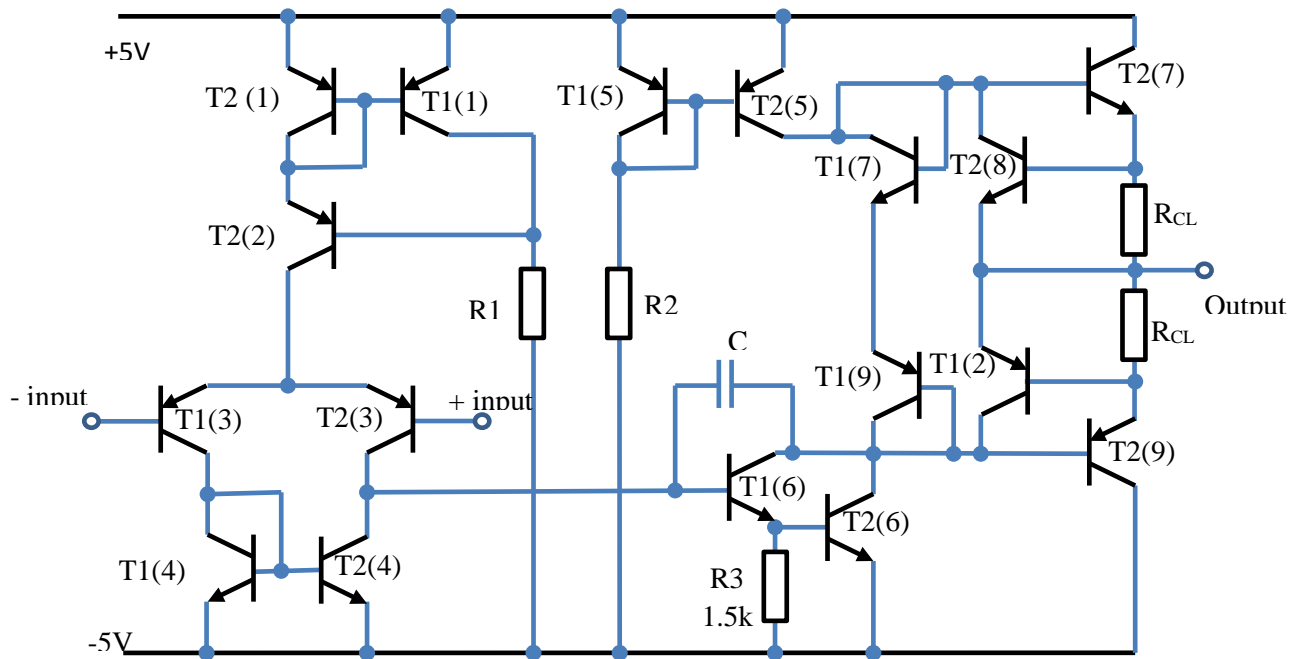 +5V
T2 (1)
T1(1)
T1(5)
T2(5)
T2(7)
T1(7)
T2(8)
RCL
T2(2)
R1
R2
Output
RCL
C
T1(9)
T1(2)
- input
T1(3)
T2(3)
+ input
T2(9)
T1(6)
T2(6)
T1(4)
T2(4)
R3
1.5k
-5V